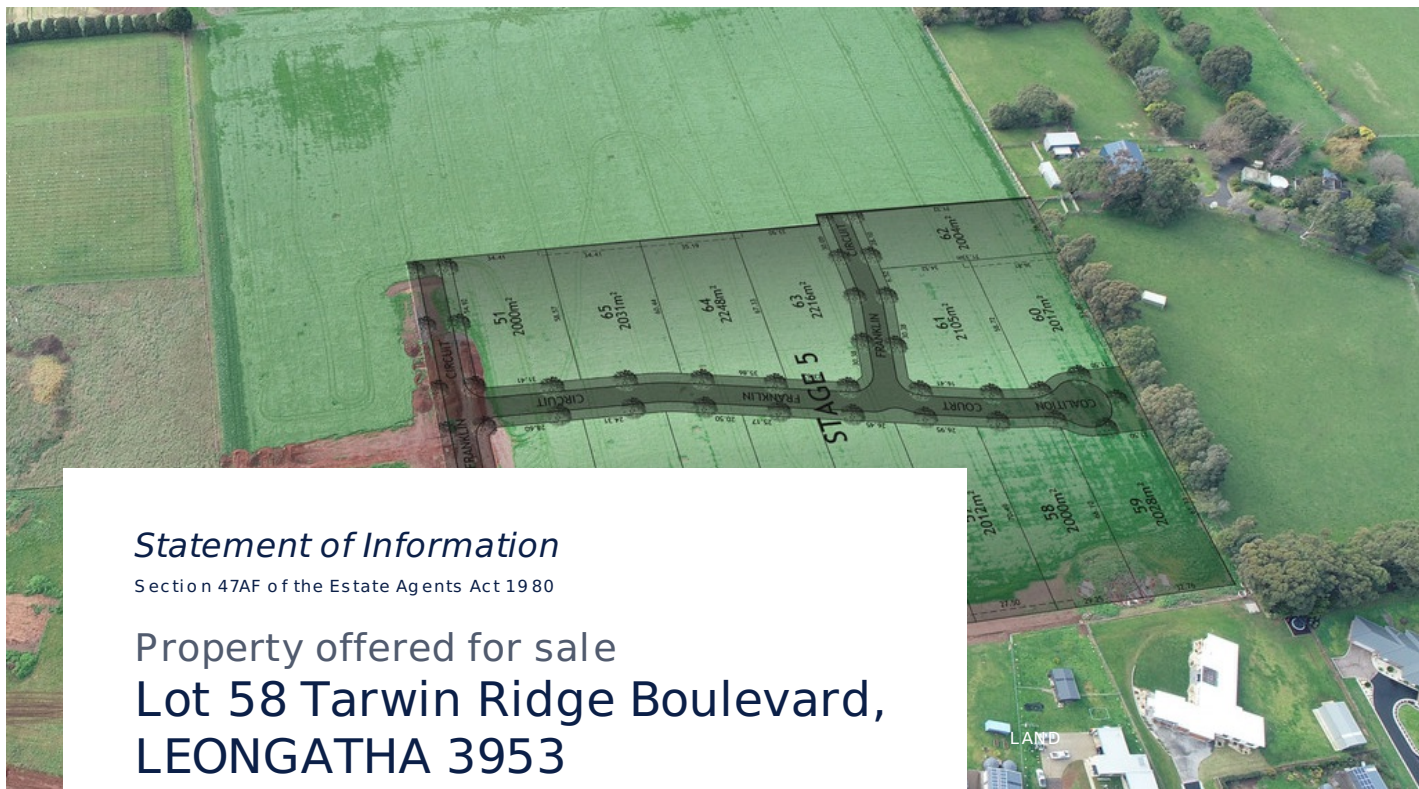 62
2004m²
CIRCUIT
51
2000m²
65
2031m²
64
2248m²
63
2216m²
61
2105m²
60
2017m²
FRANKLIN
CIRCUIT
STAGE 5
CIRCUIT
FRANKLIN
COURT
COALITION
FRANKLIN
2012m²
58
2000m²
59
2028m²
Statement of Information
Section 47AF of the Estate Agents Act 1980
Property offered for sale
Lot 58 Tarwin Ridge Boulevard,
LEONGATHA 3953
LAND